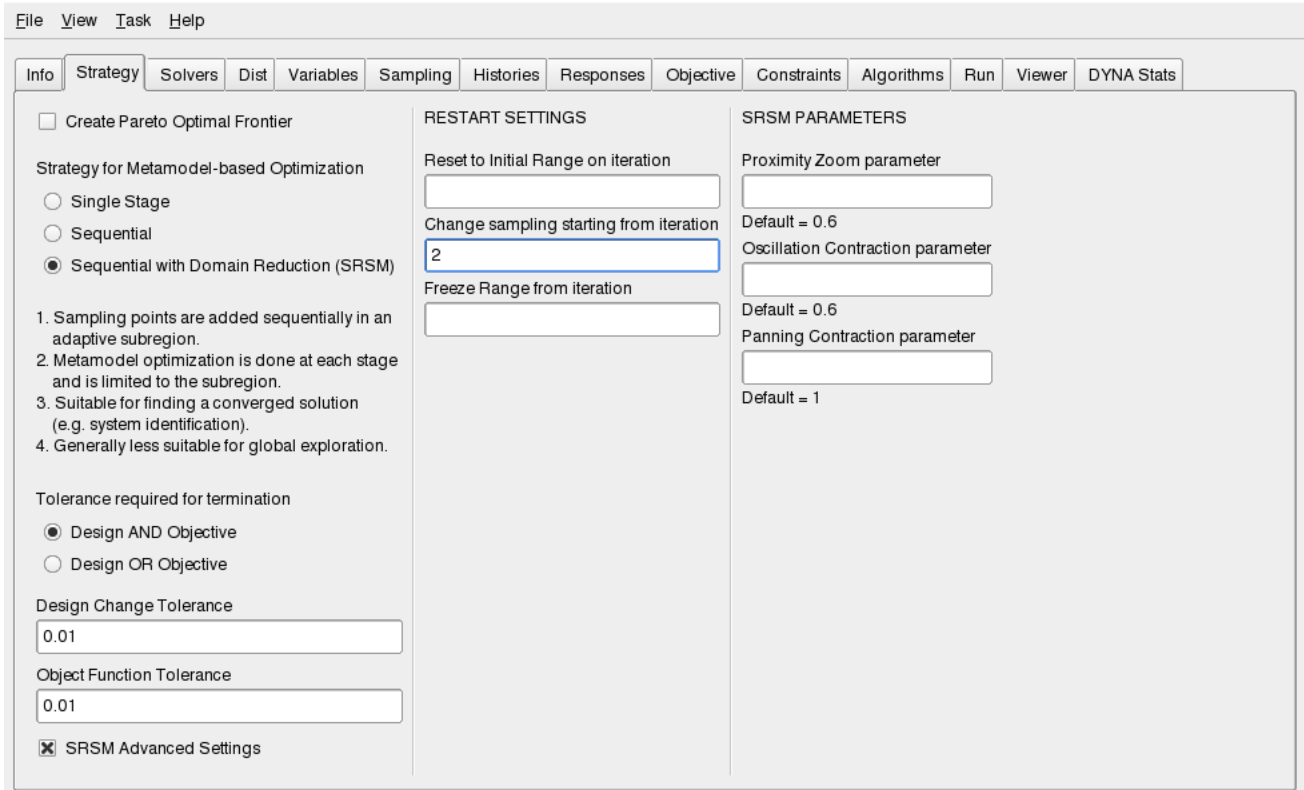 File View Task Help
Info Strategy Solvers Dist Variables Sampling Histories Responses Objective Constraints Algorithms Run Viewer DYNA Stats
Create Pareto Optimal Frontier
Strategy for Metamodel-based Optimization
Single Stage
Sequential
Sequential with Domain Reduction (SRSM)
1. Sampling points are added sequentially in an
adaptive subregion.
2. Metamodel optimization is done at each stage
and is limited to the subregion.
3. Suitable for finding a converged solution
(e.g. system identification).
4. Generally less suitable for global exploration.
Tolerance required for termination
Design AND Objective
Design OR Objective
Design Change Tolerance
0.01
Object Function Tolerance
0.01
SRSM Advanced Settings
RESTART SETTINGS
Reset to Initial Range on iteration
Change sampling starting from iteration
2
Freeze Range from iteration
SRSM PARAMETERS
Proximity Zoom parameter
Default = 0.6
Oscillation Contraction parameter
Default = 0.6
Panning Contraction parameter
Default = 1